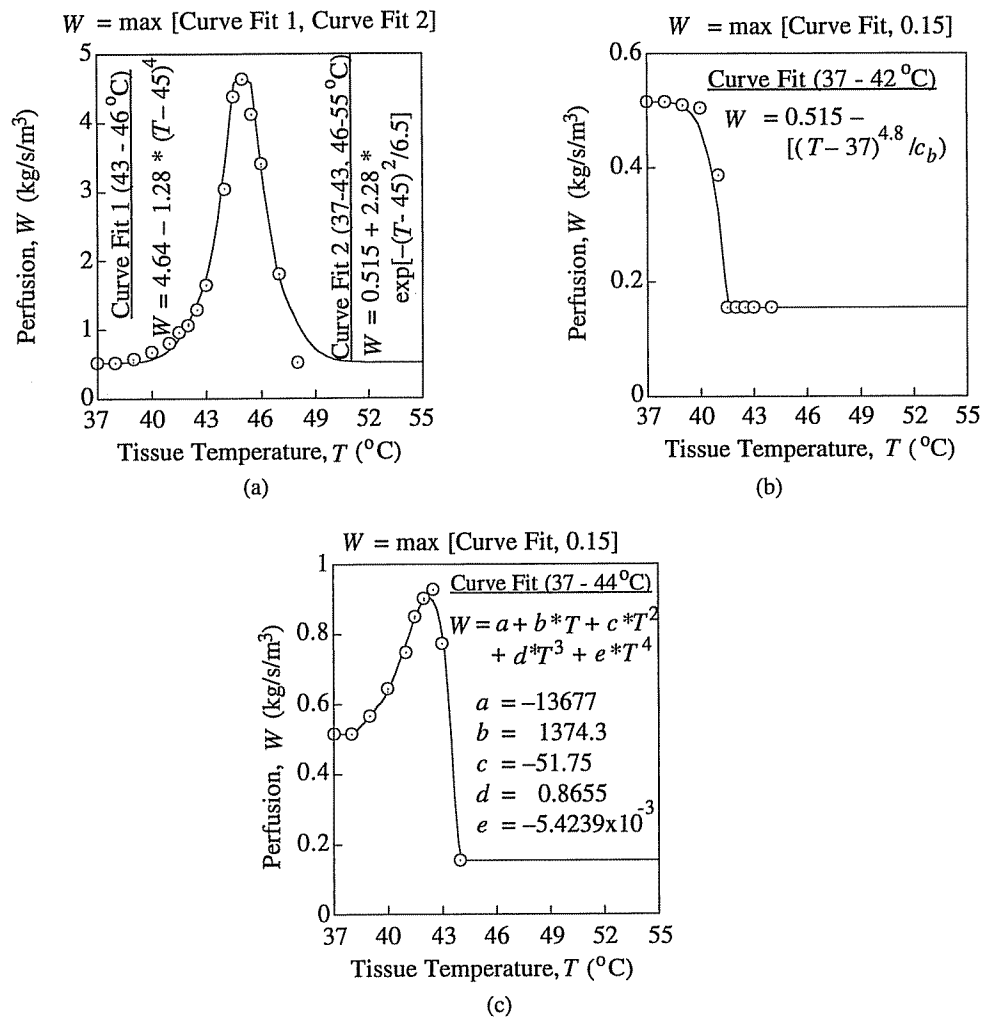 W = max [Curve Fit 1, Curve Fit 2]
Perfusion, W (kg/s/m³)
5
4
3
2
1
0
Curve Fit 1 (43 - 46 °C)
W = 4.64 – 1.28 * (T – 45)⁴
Curve Fit 2 (37-43, 46-55 °C)
W = 0.515 + 2.28 *
exp[–(T- 45)²/6.5]
37 40 43 46 49 52 55
Tissue Temperature, T (°C)
(a)
W = max [Curve Fit, 0.15]
Perfusion, W (kg/s/m³)
0.6
0.4
0.2
0
Curve Fit (37 - 42 °C)
W = 0.515 –
[(T – 37)⁴·⁸ /c_b)
37 40 43 46 49 52 55
Tissue Temperature, T (°C)
(b)
W = max [Curve Fit, 0.15]
Perfusion, W (kg/s/m³)
1
0.8
0.6
0.4
0.2
0
Curve Fit (37 - 44°C)
W = a + b*T + c*T²
+ d*T³ + e*T⁴
a = –13677
b = 1374.3
c = –51.75
d = 0.8655
e = –5.4239x10⁻³
37 40 43 46 49 52 55
Tissue Temperature, T (°C)
(c)